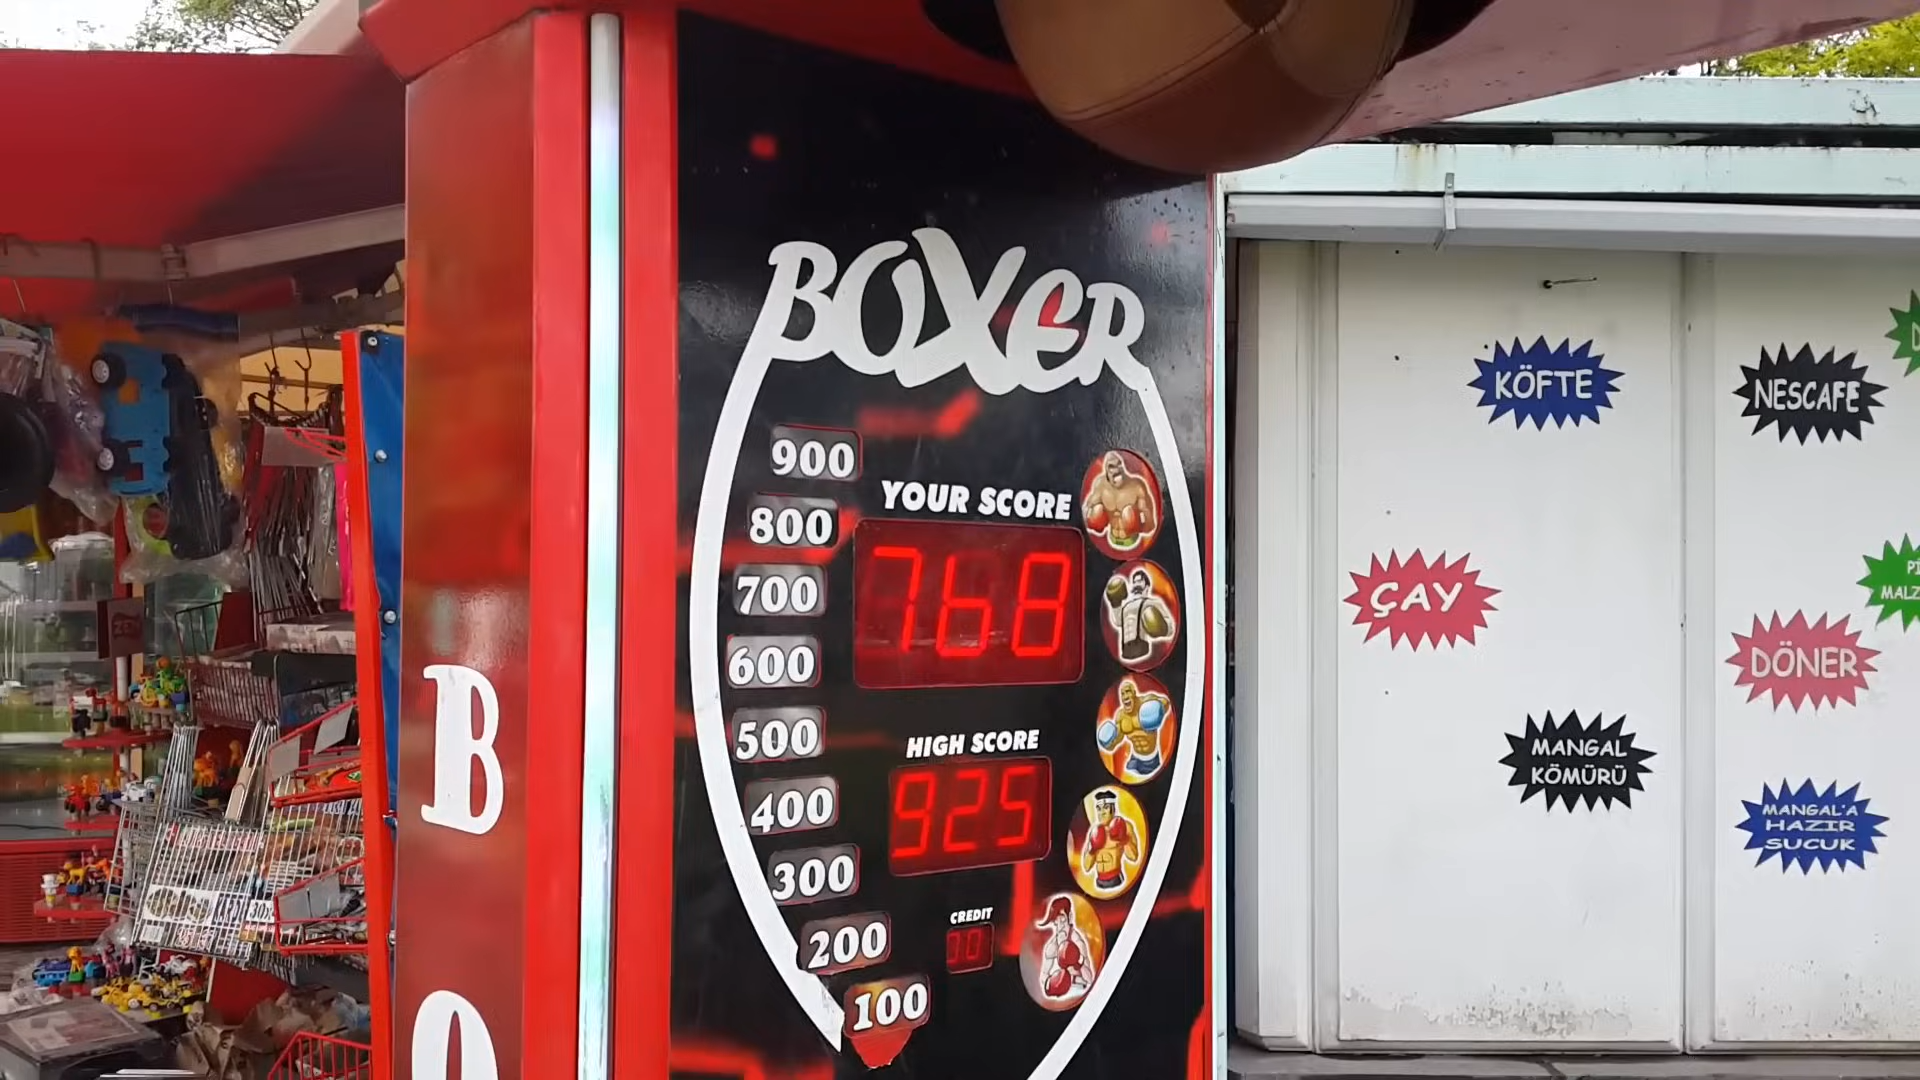 BOXER
900
800
700
600
500
400
300
200
100
YOUR SCORE
768
HIGH SCORE
925
CREDIT
B
KÖFTE
NESCAFE
ÇAY
DÖNER
MALZ
MANGAL
KÖMÜRÜ
MANGAL'A
HAZIR
SUCUK